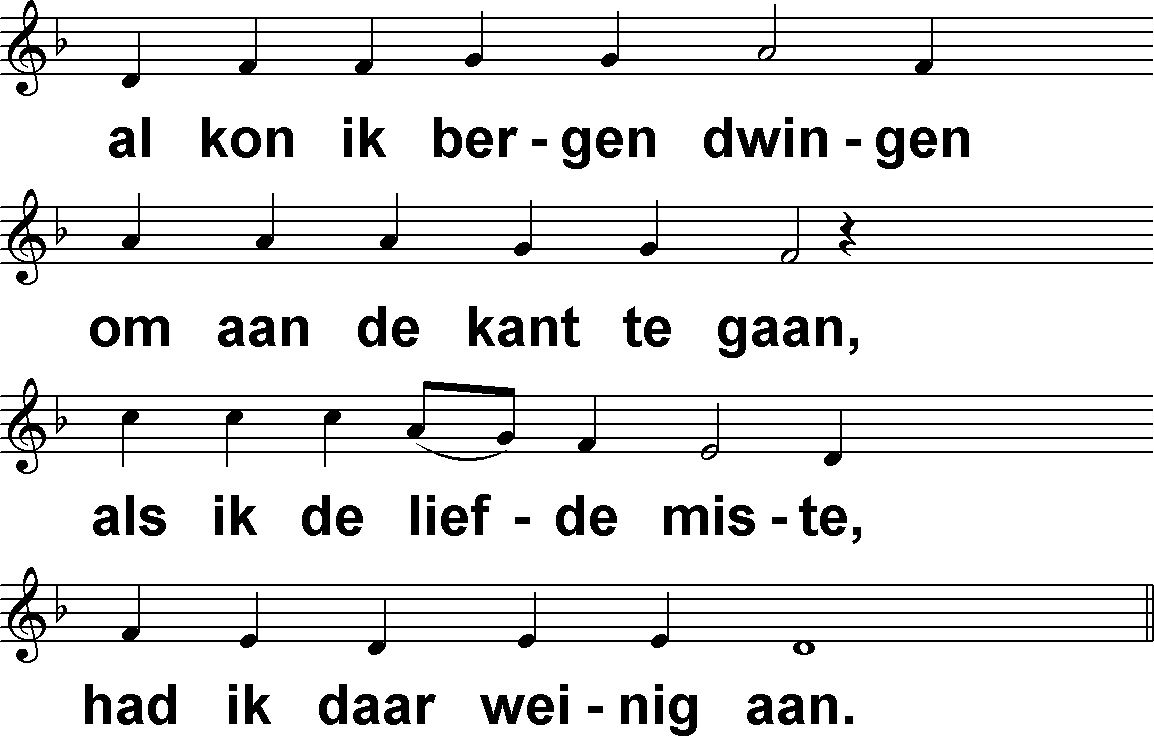 al kon ik ber - gen dwin - gen
om aan de kant te gaan,
als ik de lief - de mis - te,
had ik daar wei - nig aan.